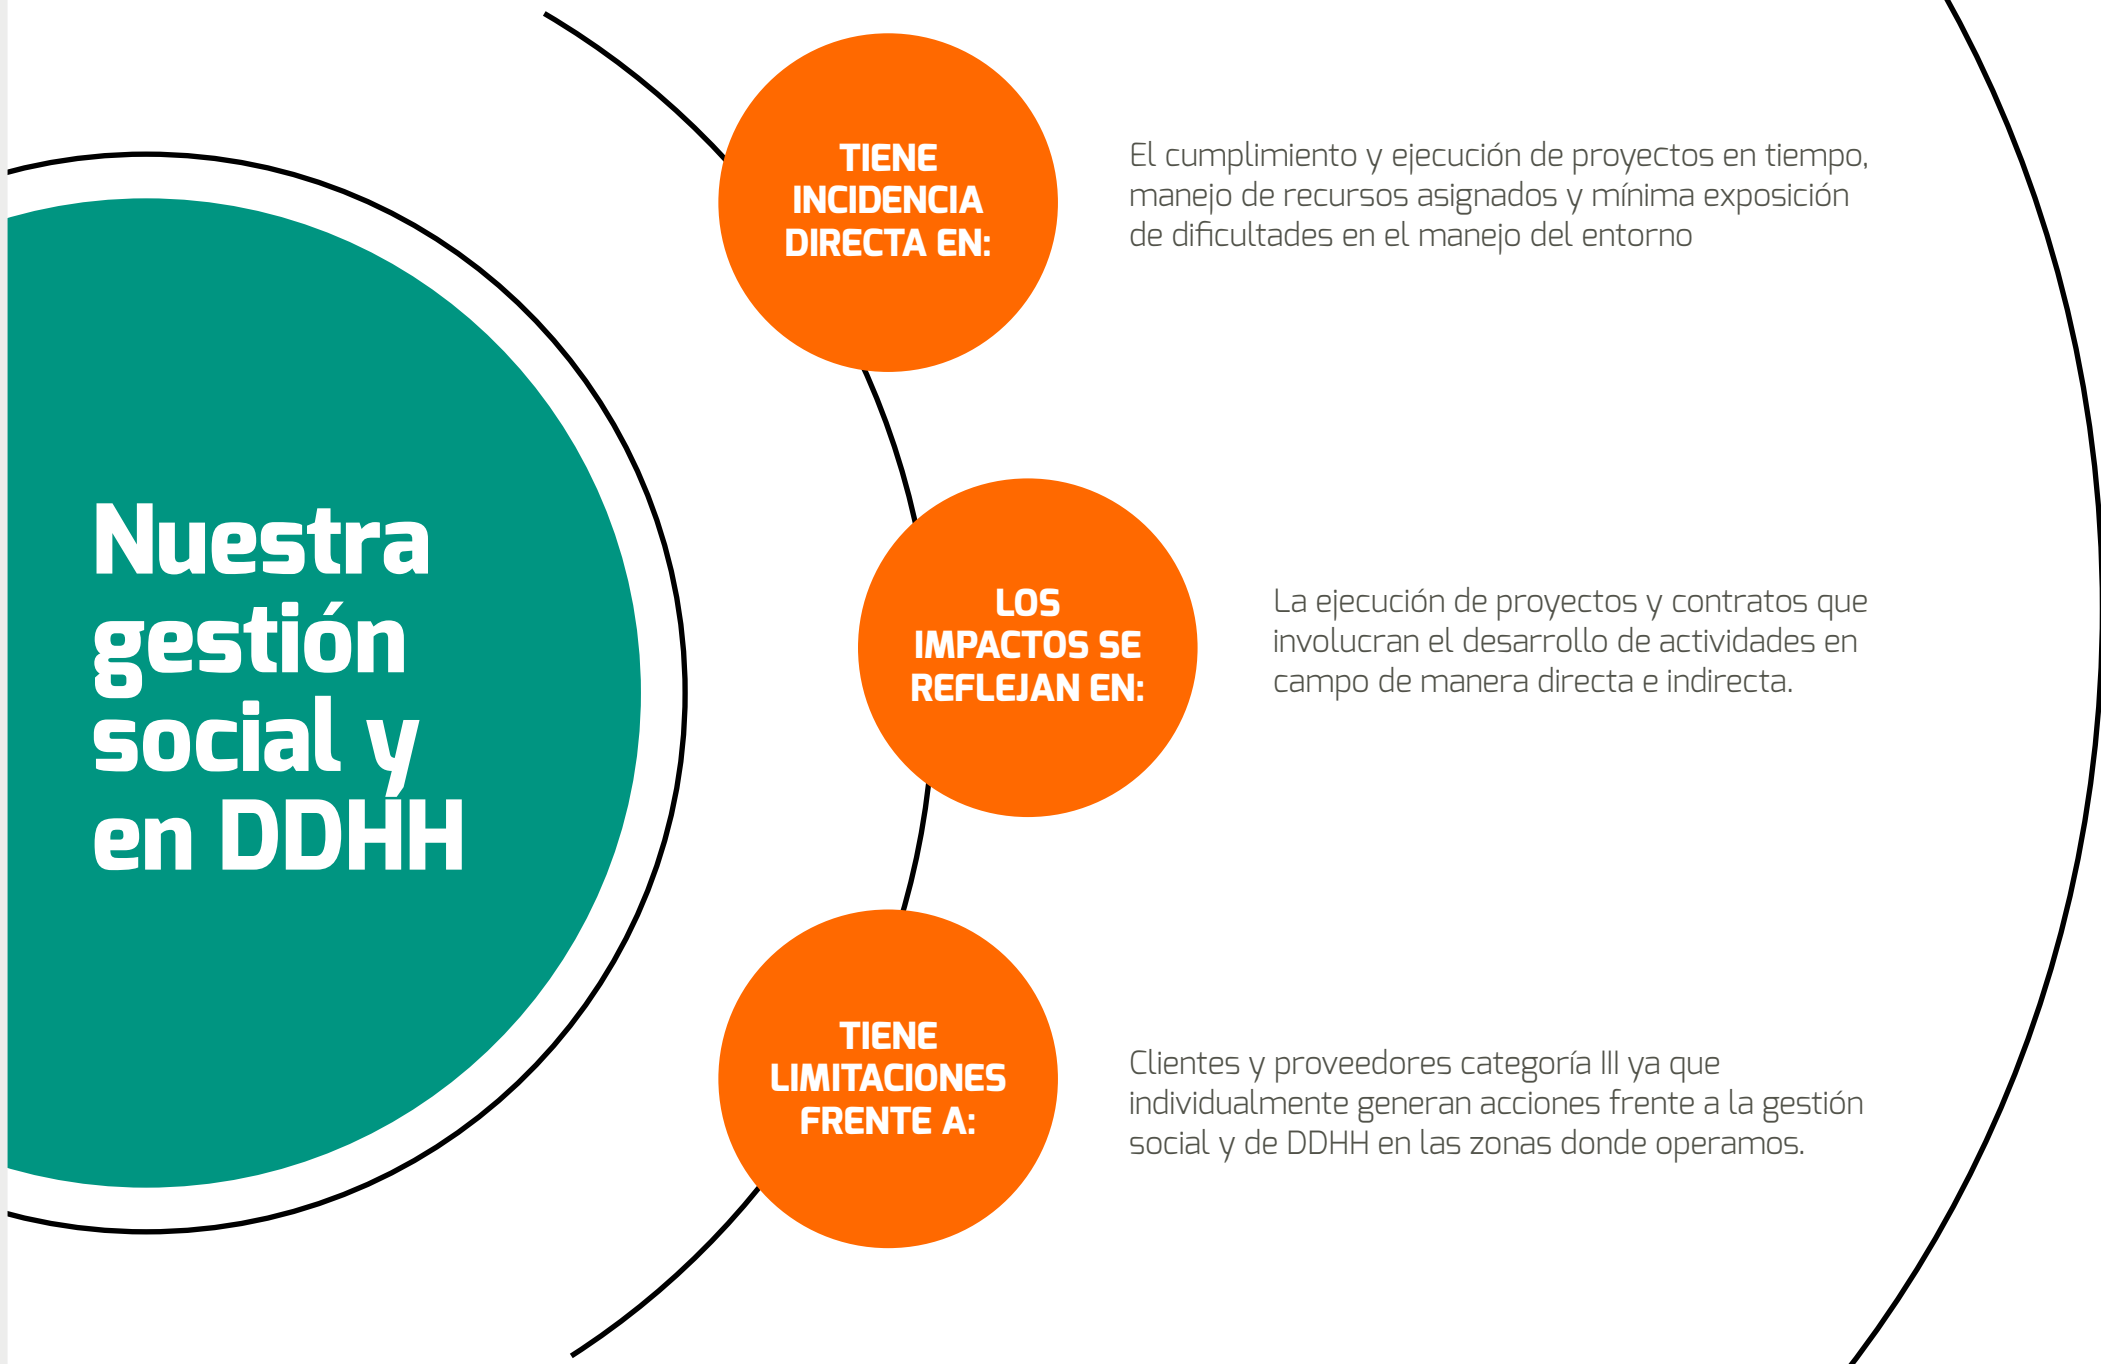 Nuestra
gestión
social y
en DDHH
TIENE
INCIDENCIA
DIRECTA EN:
El cumplimiento y ejecución de proyectos en tiempo,
manejo de recursos asignados y mínima exposición
de dificultades en el manejo del entorno
LOS
IMPACTOS SE
REFLEJAN EN:
La ejecución de proyectos y contratos que
involucran el desarrollo de actividades en
campo de manera directa e indirecta.
TIENE
LIMITACIONES
FRENTE A:
Clientes y proveedores categoría III ya que
individualmente generan acciones frente a la gestión
social y de DDHH en las zonas donde operamos.